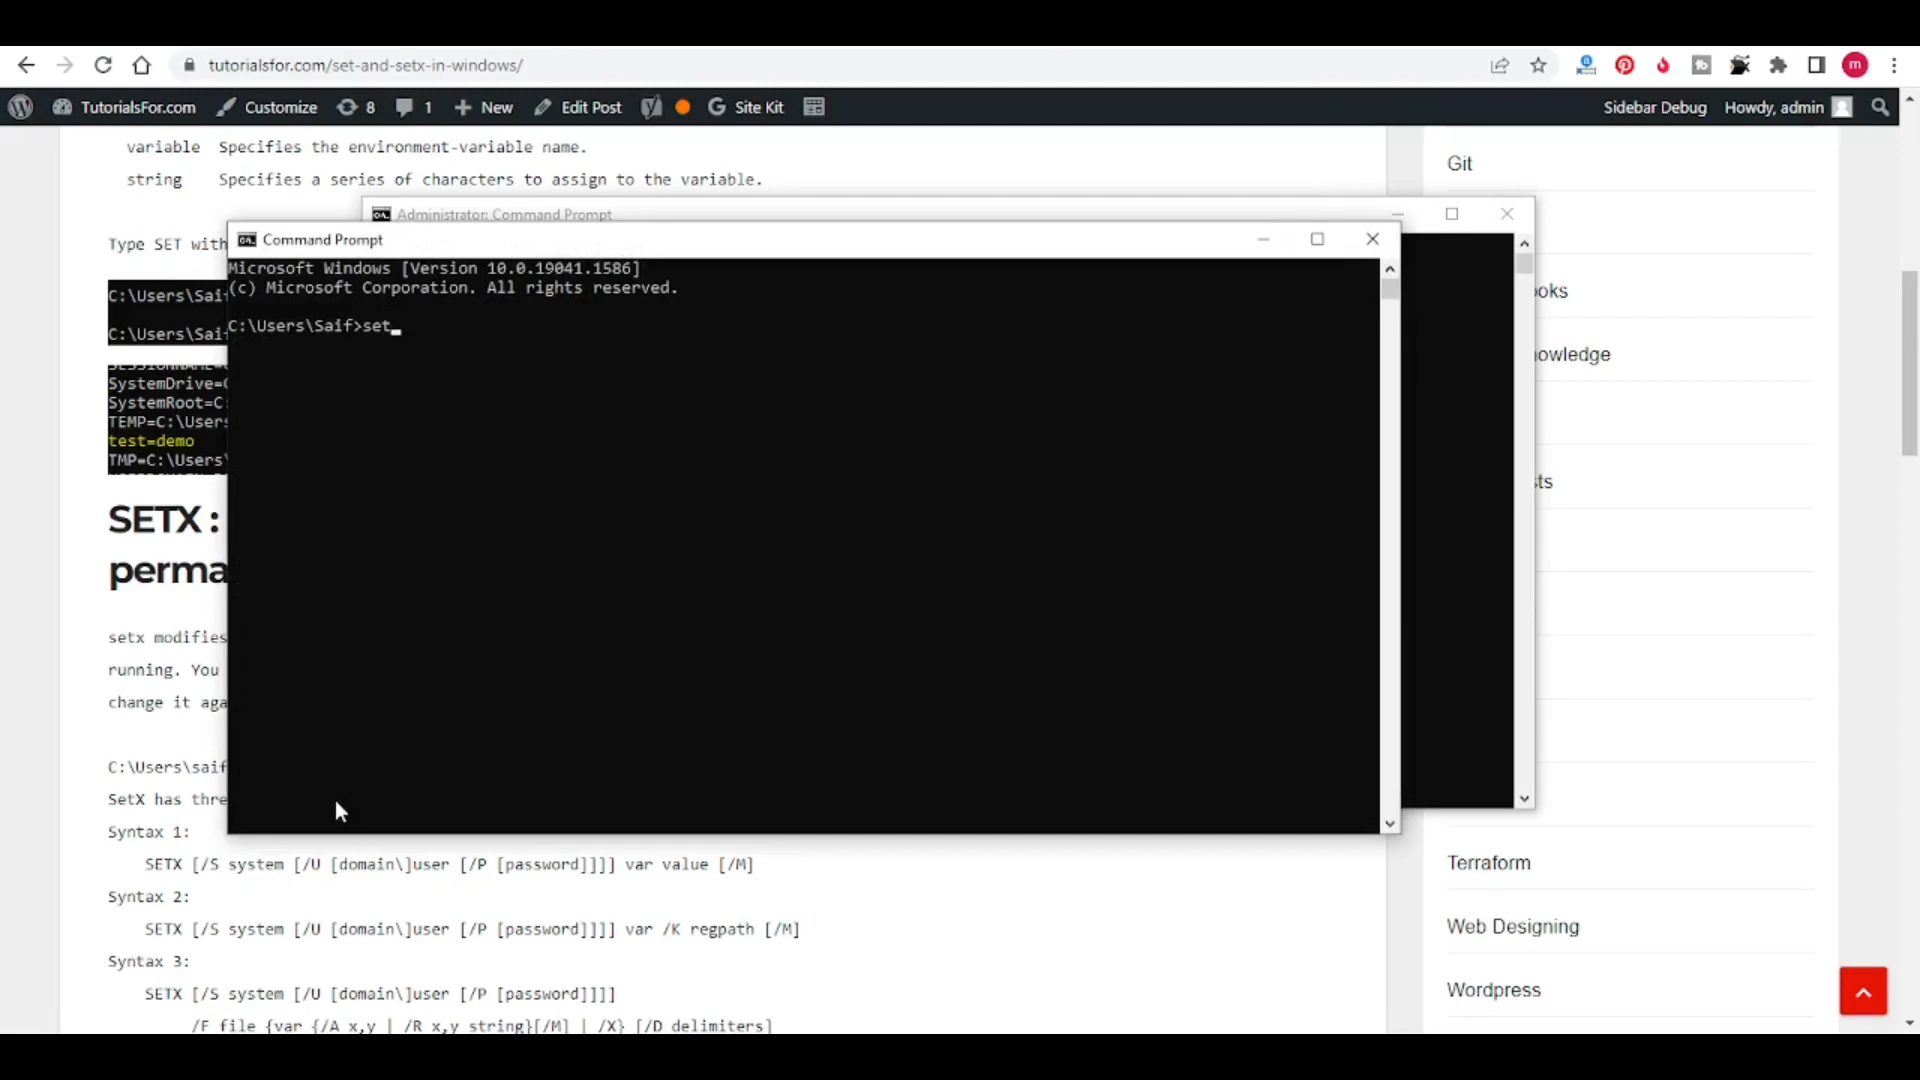 tutorialsfor.com/set-and-setx-in-windows/
m
TutorialsFor.com
Customize
8
1
New
Edit Post
Site Kit
Sidebar Debug
Howdy, admin
variable  Specifies the environment-variable name.
string    Specifies a series of characters to assign to the variable.
Type SET with
C:\Users\Sai
C:\Users\Sai
SystemDrive=
SystemRoot=C:
TEMP=C:\Users
test=demo
TMP=C:\Users\
SETX :
perma
setx modifies
running. You
change it aga
C:\Users\saif
SetX has thre
Syntax 1:
SETX [/S system [/U [domain\]user [/P [password]]]] var value [/M]
Syntax 2:
SETX [/S system [/U [domain\]user [/P [password]]]] var /K regpath [/M]
Syntax 3:
SETX [/S system [/U [domain\]user [/P [password]]]]
/F file {var {/A x,y | /R x,y string}[/M] | /X} [/D delimiters]
Administrator: Command Prompt
Command Prompt
Microsoft Windows [Version 10.0.19041.1586]
(c) Microsoft Corporation. All rights reserved.
C:\Users\Saif>set
Git
ooks
owledge
sts
Terraform
Web Designing
Wordpress